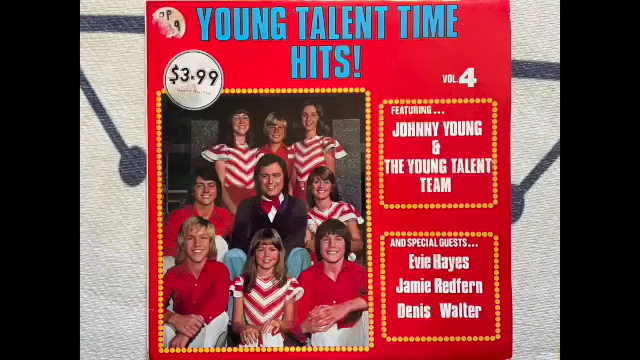 YOUNG TALENT TIME
HITS!
VOL. 4
$3.99
FEATURING...
JOHNNY YOUNG
&
THE YOUNG TALENT
TEAM
AND SPECIAL GUESTS...
Evie Hayes
Jamie Redfern
Denis Walter